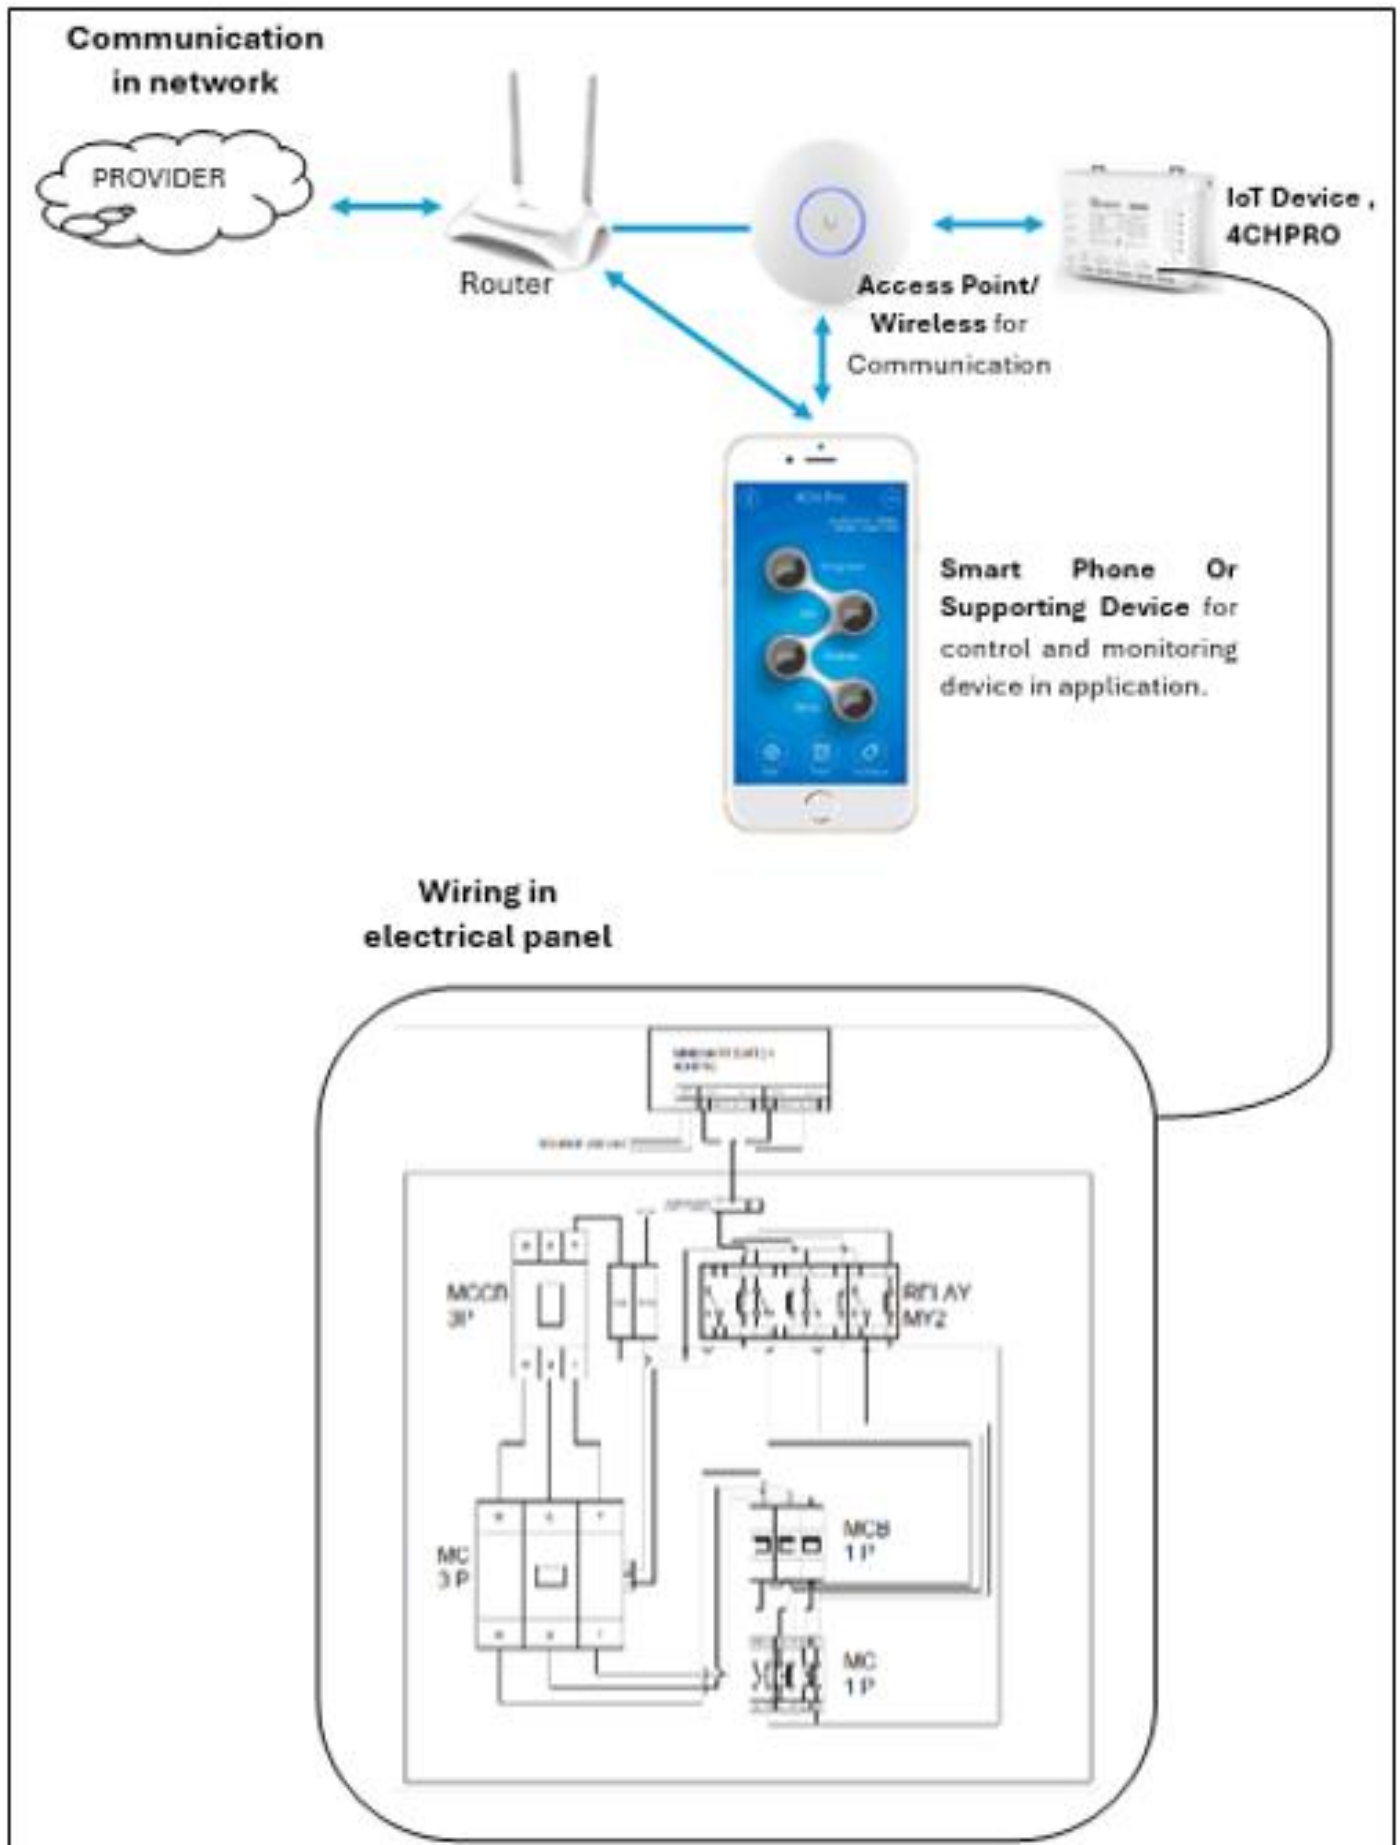 Communication
in network
PROVIDER
Router
IoT Device ,
4CHPRO
Access Point/
Wireless for
Communication
Smart Phone Or
Supporting Device for
control and monitoring
device in application.
Wiring in
electrical panel
MCCB
3P
RELAY
MY2
MC
3 P
MCB
1 P
MC
1 P